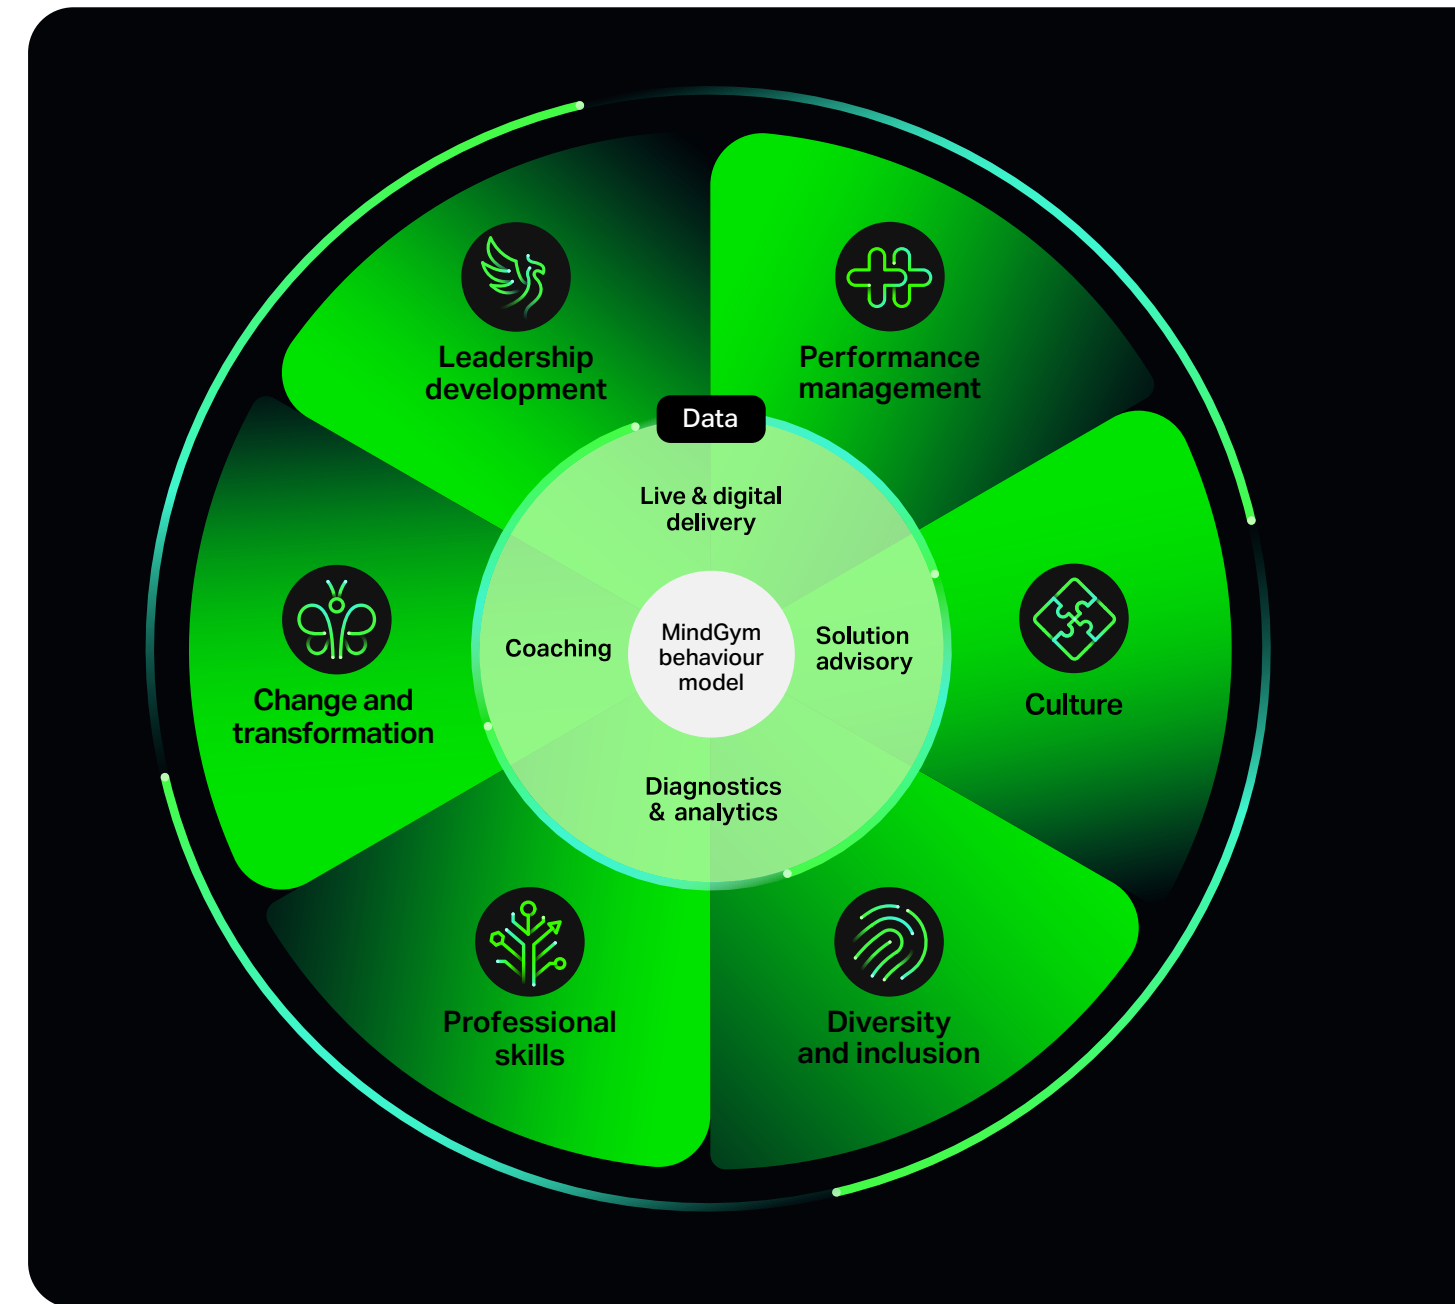 Leadership
development
Performance
management
Data
Live & digital
delivery
Coaching
MindGym
behaviour
model
Solution
advisory
Change and
transformation
Culture
Diagnostics
& analytics
Professional
skills
Diversity
and inclusion